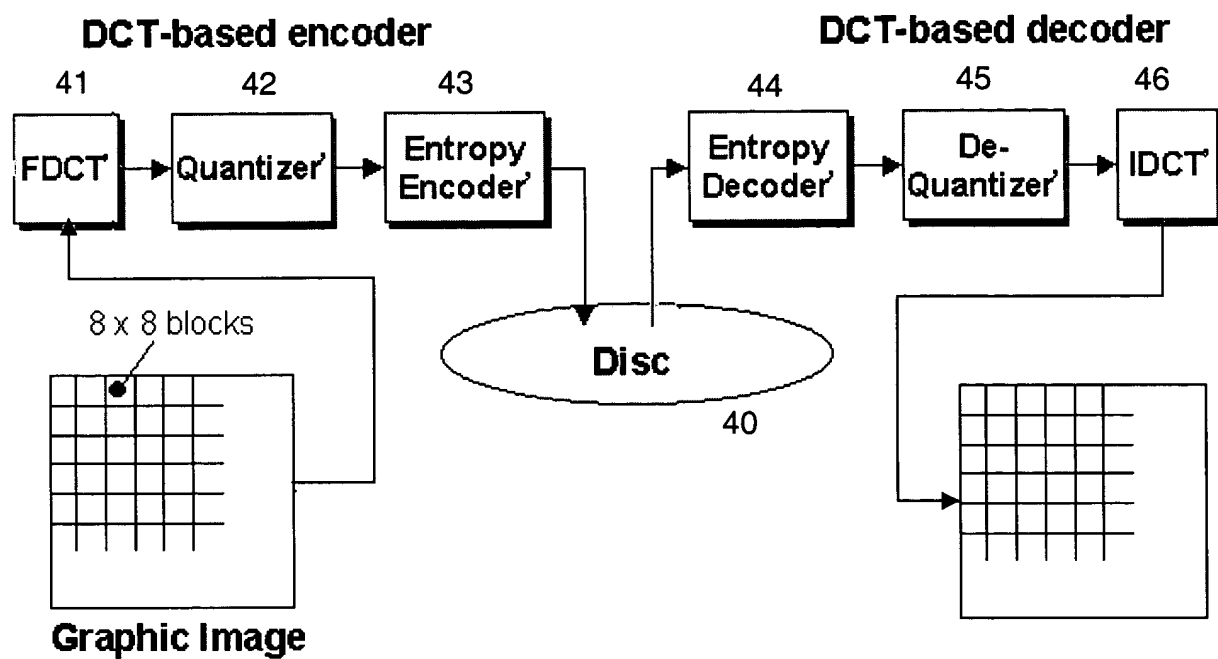 DCT-based encoder
DCT-based decoder
41
42
43
44
45
46
FDCT'
Quantizer'
Entropy
Encoder'
Entropy
Decoder'
De-
Quantizer'
IDCT'
8 x 8 blocks
Disc
40
Graphic Image